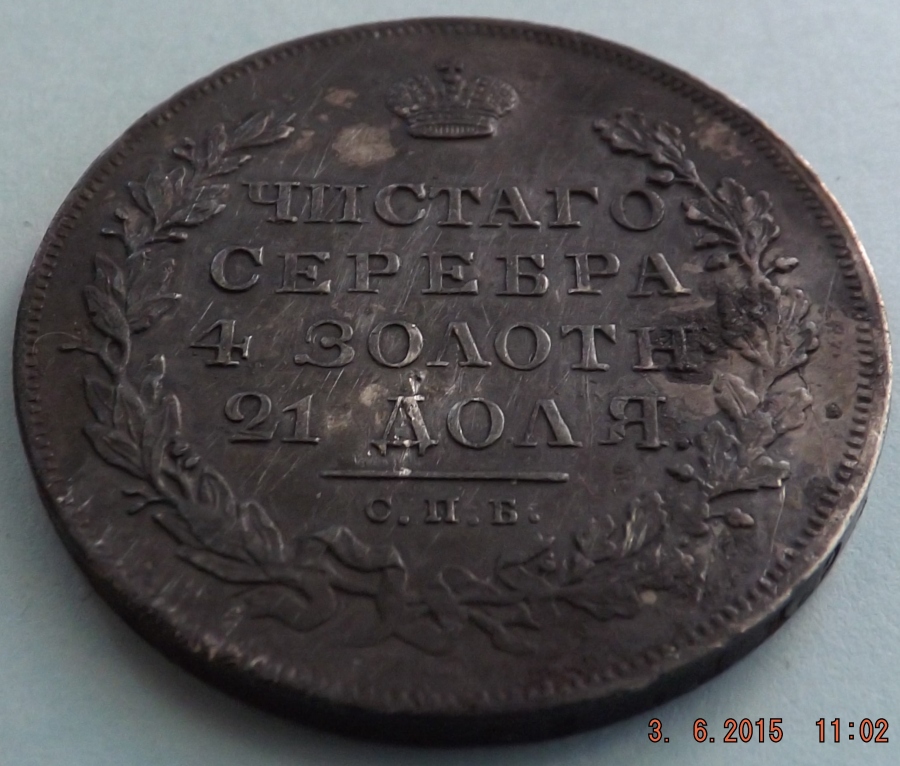 ЧИСТАГО
СЕРЕБРА
4 ЗОЛОТН
21 ДОЛЯ.
С.П.Б.
3. 6.2015 11:02